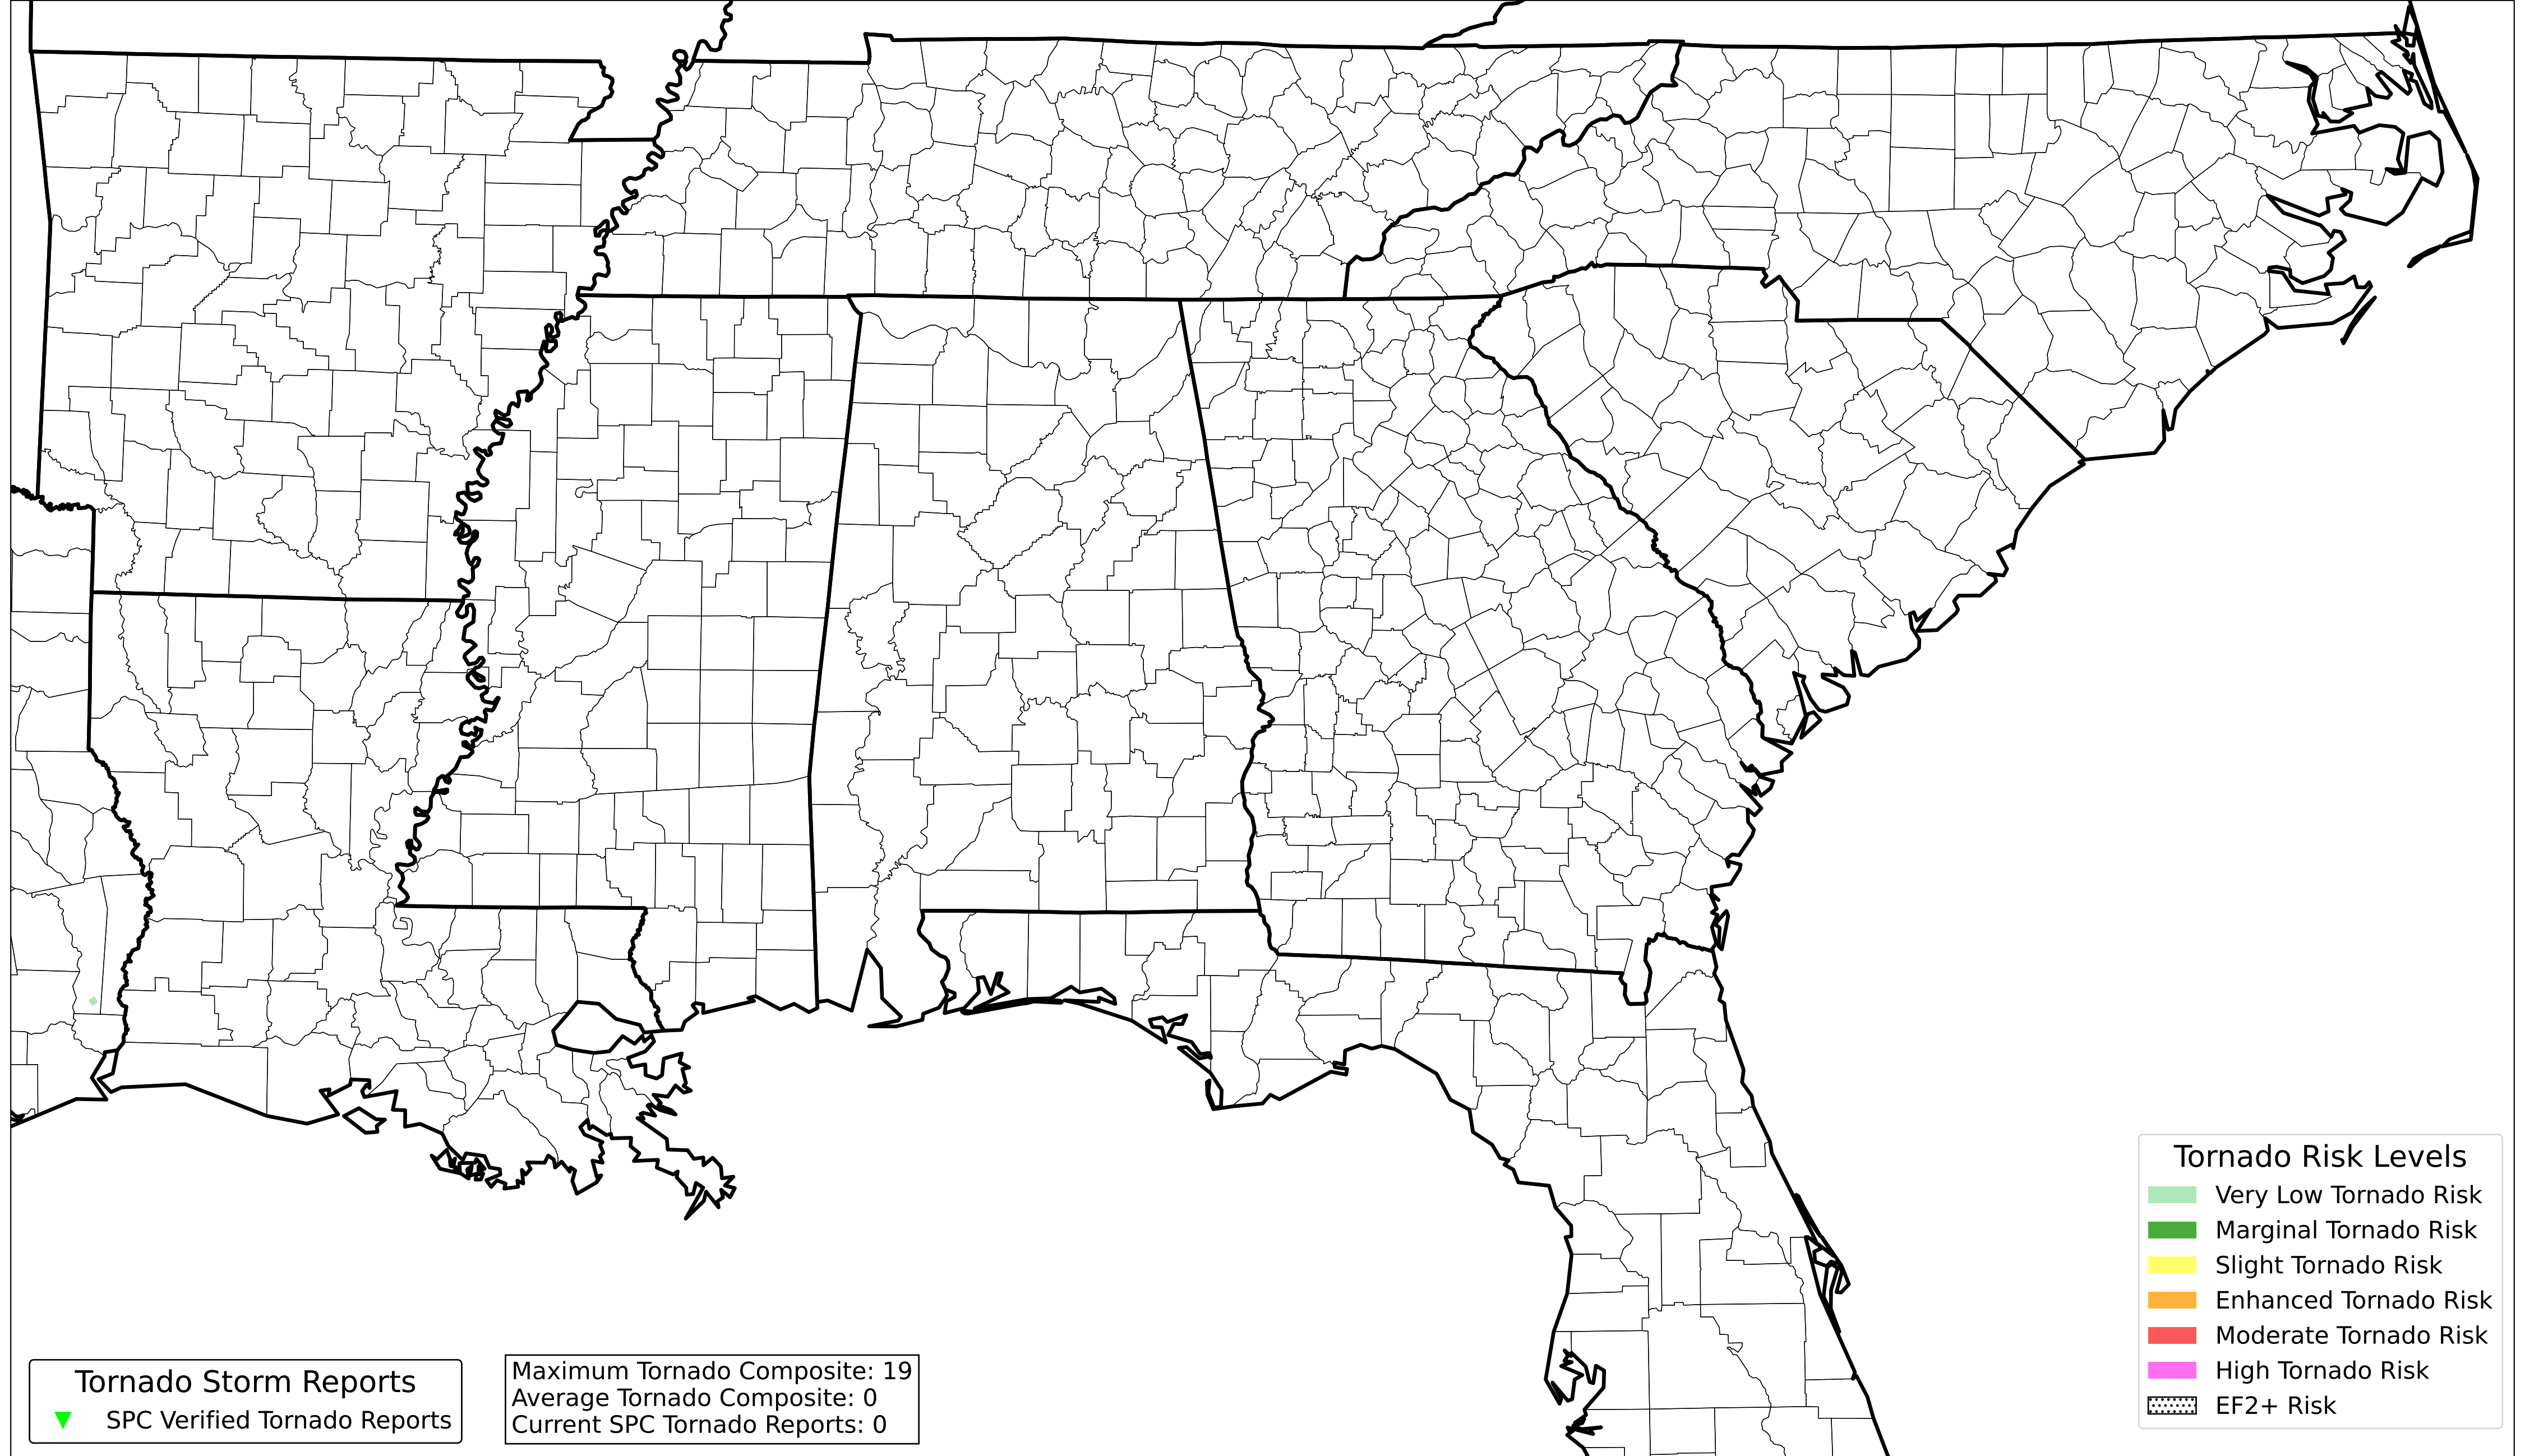 Tornado Risk Levels
Very Low Tornado Risk
Marginal Tornado Risk
Slight Tornado Risk
Enhanced Tornado Risk
Moderate Tornado Risk
High Tornado Risk
EF2+ Risk
Tornado Storm Reports
SPC Verified Tornado Reports
Maximum Tornado Composite: 19
Average Tornado Composite: 0
Current SPC Tornado Reports: 0